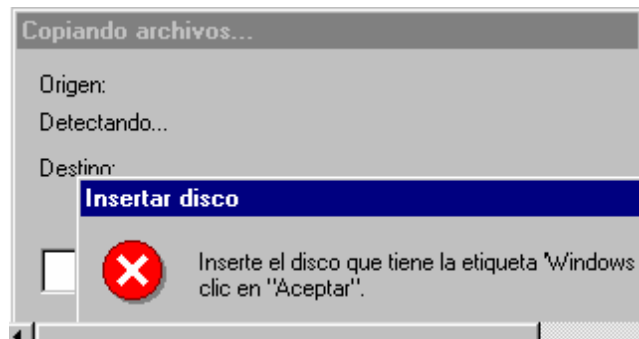 Copiando archivos...
Origen:
Detectando...
Destino:
Insertar disco
Inserte el disco que tiene la etiqueta 'Windows
clic en "Aceptar".